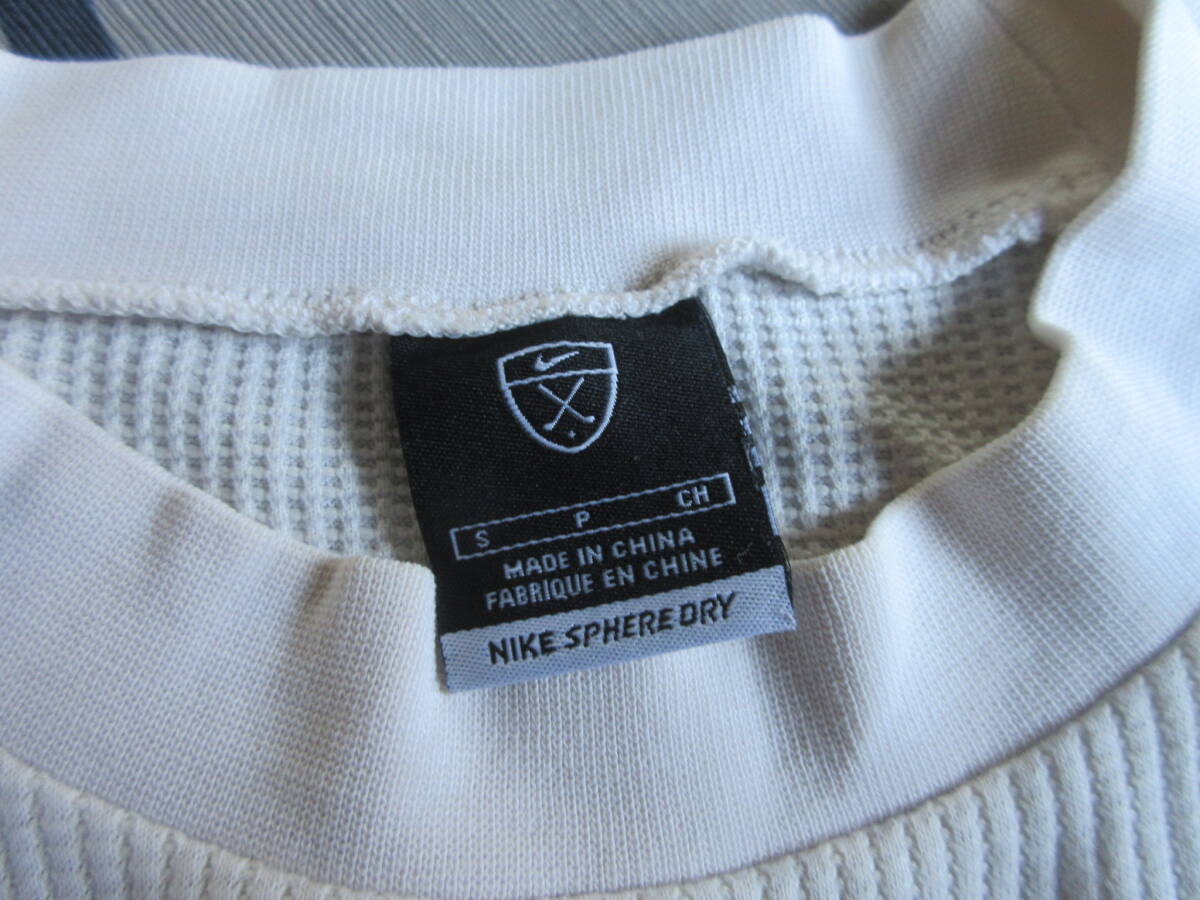 S P CH
MADE IN CHINA
FABRIQUE EN CHINE
NIKE SPHERE DRY